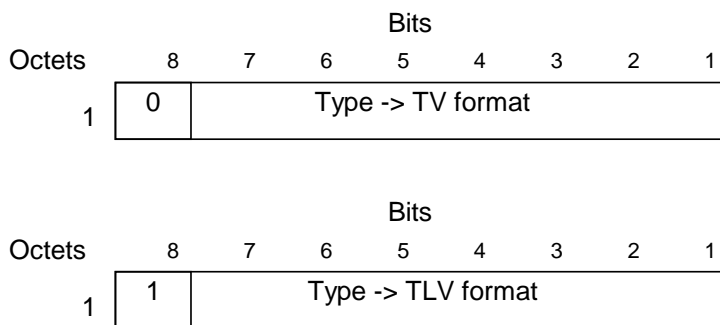 Bits
Octets 8 7 6 5 4 3 2 1
1 0 Type -> TV format
Bits
Octets 8 7 6 5 4 3 2 1
1 1 Type -> TLV format